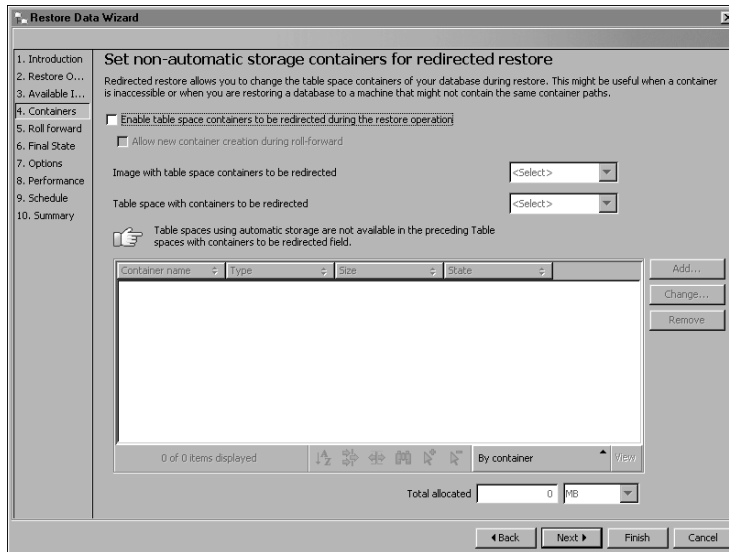 Restore Data Wizard
1. Introduction
2. Restore O...
3. Available I...
4. Containers
5. Roll forward
6. Final State
7. Options
8. Performance
9. Schedule
10. Summary
Set non-automatic storage containers for redirected restore
Redirected restore allows you to change the table space containers of your database during restore. This might be useful when a container
is inaccessible or when you are restoring a database to a machine that might not contain the same container paths.
Enable table space containers to be redirected during the restore operation
Allow new container creation during roll-forward
Image with table space containers to be redirected
<Select>
Table space with containers to be redirected
<Select>
Table spaces using automatic storage are not available in the preceding Table
spaces with containers to be redirected field.
Container name Type Size State
Add...
Change...
Remove
0 of 0 items displayed
By container
View
Total allocated 0 MB
Back Next Finish Cancel